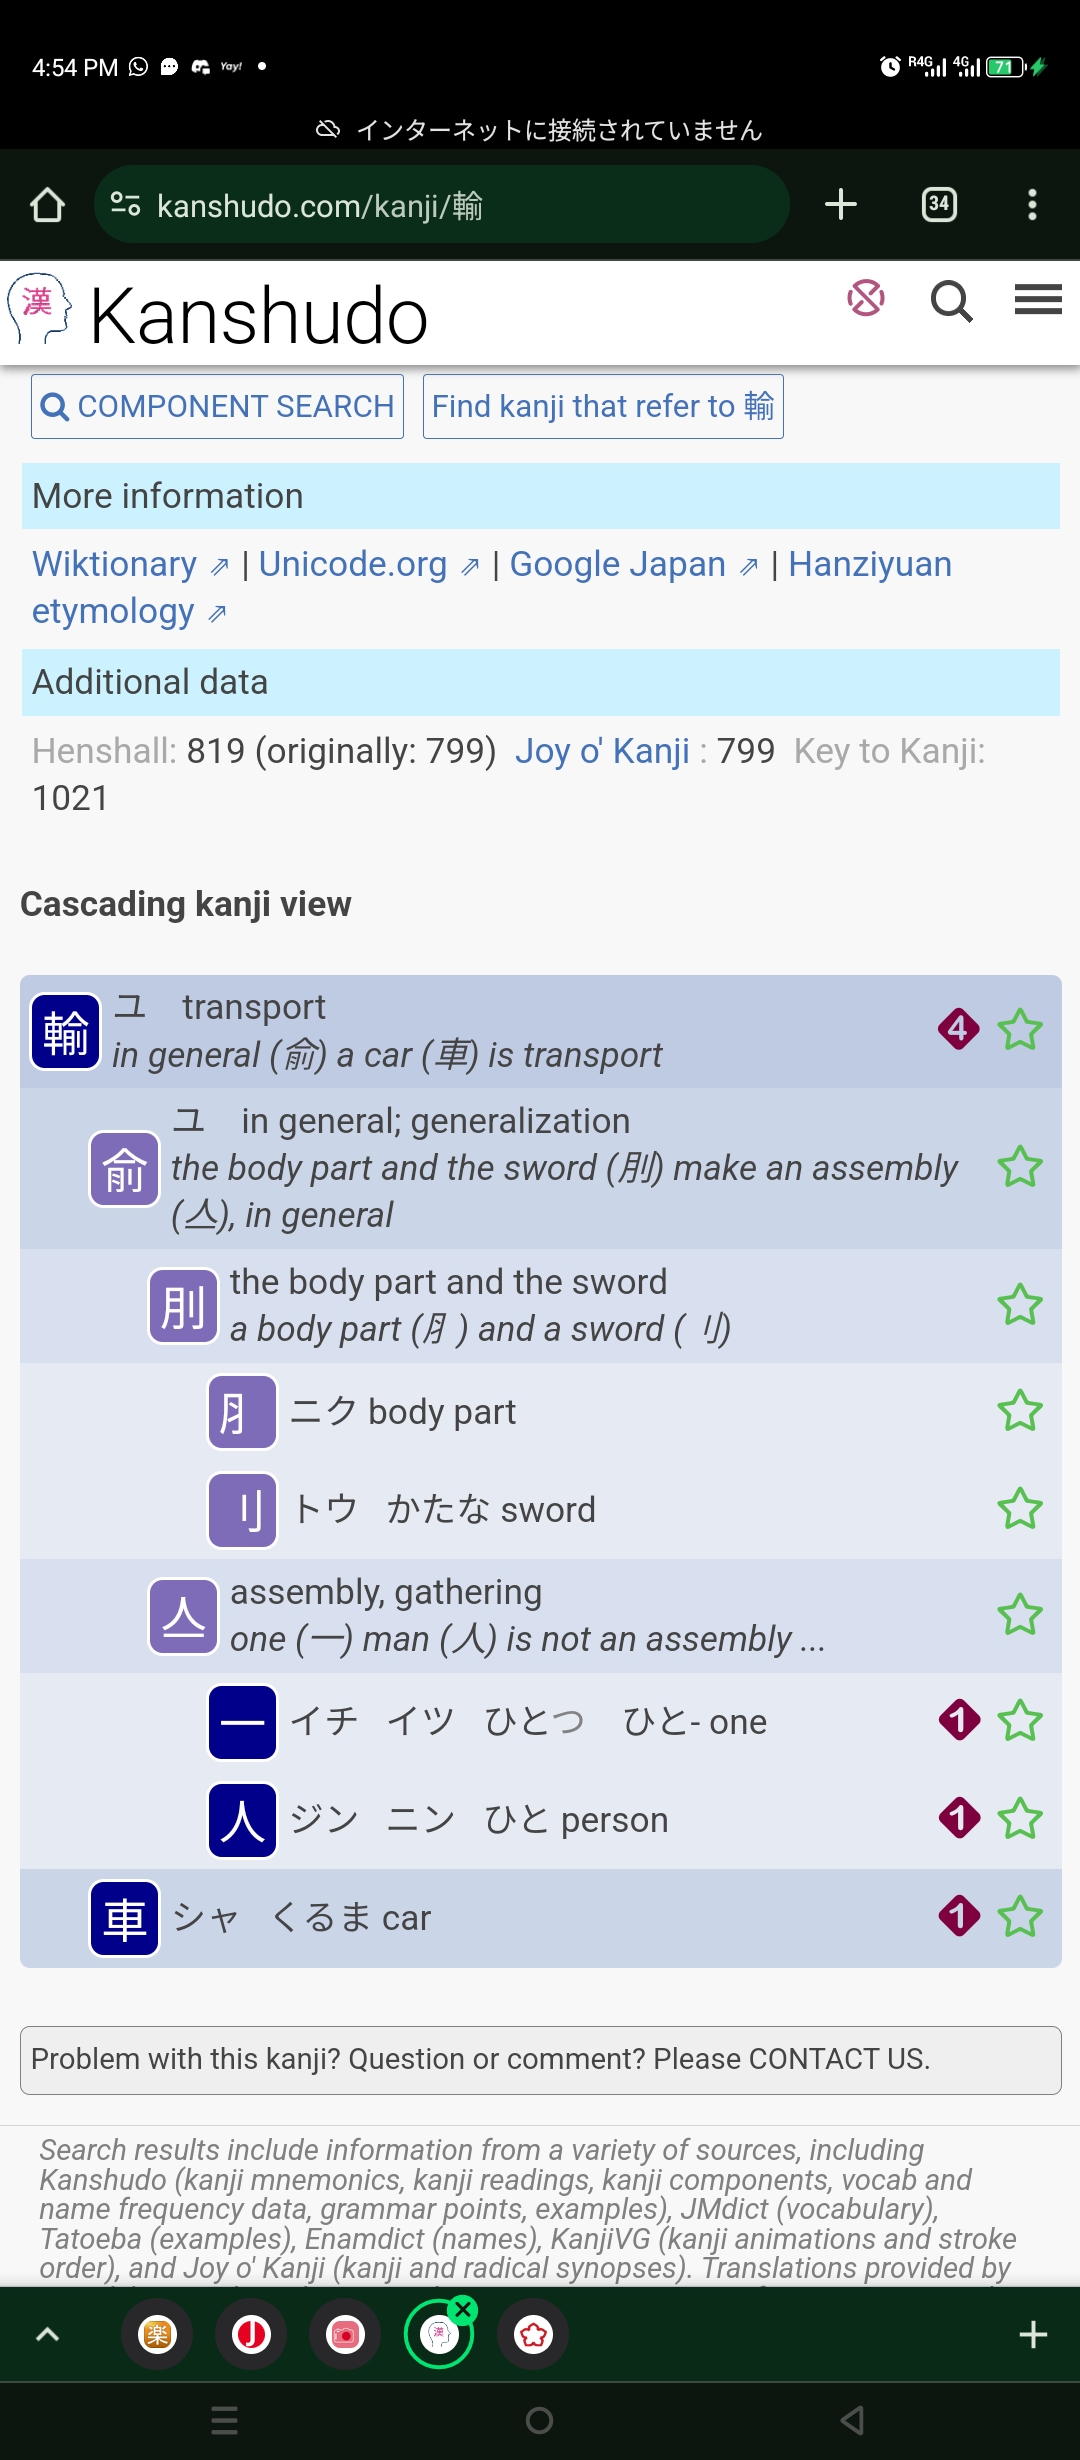 4:54 PM Yay! R4G 4G 71
インターネットに接続されていません
kanshudo.com/kanji/輸 34
漢 Kanshudo
COMPONENT SEARCH Find kanji that refer to 輸
More information
Wiktionary ⇗ | Unicode.org ⇗ | Google Japan ⇗ | Hanziyuan
etymology ⇗
Additional data
Henshall: 819 (originally: 799) Joy o' Kanji : 799 Key to Kanji:
1021
Cascading kanji view
輸 ユ transport 4
in general (俞) a car (車) is transport
俞 ユ in general; generalization
the body part and the sword (刖) make an assembly
(亼), in general
刖 the body part and the sword
a body part (⺼) and a sword (刂)
⺼ ニク body part
刂 トウ かたな sword
亼 assembly, gathering
one (一) man (人) is not an assembly ...
一 イチ イツ ひとつ ひと- one 1
人 ジン ニン ひと person 1
車 シャ くるま car 1
Problem with this kanji? Question or comment? Please CONTACT US.
Search results include information from a variety of sources, including
Kanshudo (kanji mnemonics, kanji readings, kanji components, vocab and
name frequency data, grammar points, examples), JMdict (vocabulary),
Tatoeba (examples), Enamdict (names), KanjiVG (kanji animations and stroke
order), and Joy o' Kanji (kanji and radical synopses). Translations provided by
楽 J 漢